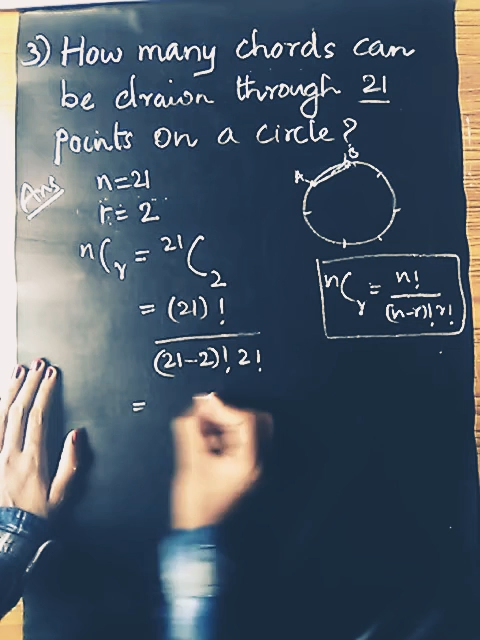 3) How many chords can
be drawn through 21
points on a circle?
Ans
n=21
r=2
A B
nCr = 21C2
nCr = n! / (n-r)! r!
= (21)!
(21-2)! 2!
=